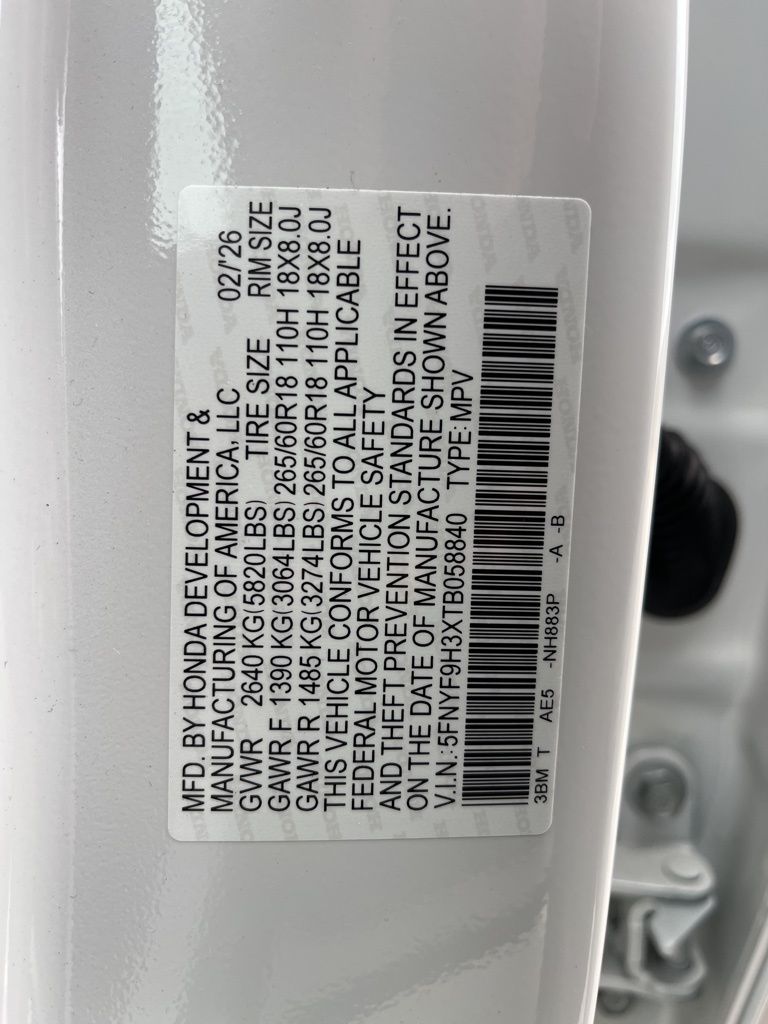 MFD. BY HONDA DEVELOPMENT &
MANUFACTURING OF AMERICA, LLC 02/'26
GVWR 2640 KG(5820LBS) TIRE SIZE RIM SIZE
GAWR F 1390 KG(3064LBS) 265/60R18 110H 18X8.0J
GAWR R 1485 KG(3274LBS) 265/60R18 110H 18X8.0J
THIS VEHICLE CONFORMS TO ALL APPLICABLE
FEDERAL MOTOR VEHICLE SAFETY
AND THEFT PREVENTION STANDARDS IN EFFECT
ON THE DATE OF MANUFACTURE SHOWN ABOVE.
V.I.N.: 5FNYF9H3XTB058840 TYPE: MPV
3BM T AE5 -NH883P -A -B